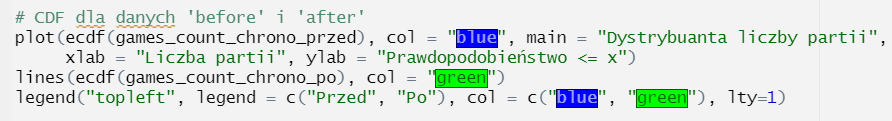 # CDF dla danych 'before' i 'after'
plot(ecdf(games_count_chrono_przed), col = "blue", main = "Dystrybuanta liczby partii",
xlab = "Liczba partii", ylab = "Prawdopodobieństwo <= x")
lines(ecdf(games_count_chrono_po), col = "green")
legend("topleft", legend = c("Przed", "Po"), col = c("blue", "green"), lty=1)